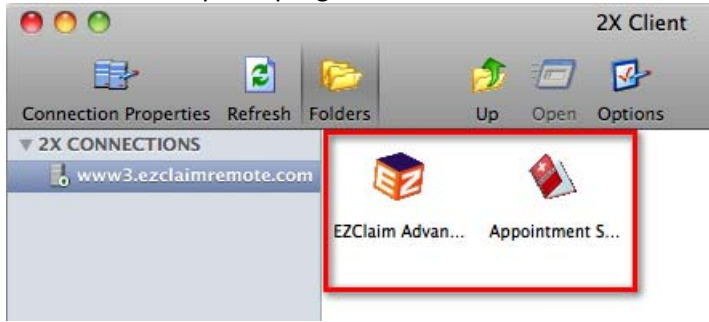 2X Client
Connection Properties Refresh Folders Up Open Options
2X CONNECTIONS
www3.ezclaimremote.com
EZ
EZClaim Advan... Appointment S...